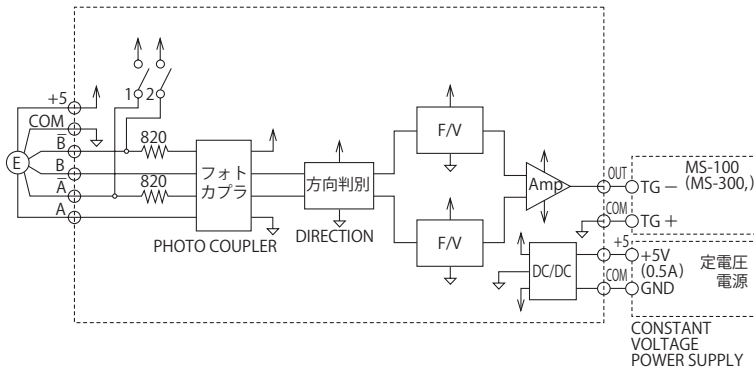 +5
COM
B̅
B
A̅
A
E
1
2
820
820
フォト
カプラ
PHOTO COUPLER
方向判別
DIRECTION
F/V
F/V
Amp
DC/DC
OUT
COM
+5
COM
MS-100
(MS-300,)
TG −
TG +
+5V
(0.5A)
GND
定電圧
電源
CONSTANT
VOLTAGE
POWER SUPPLY